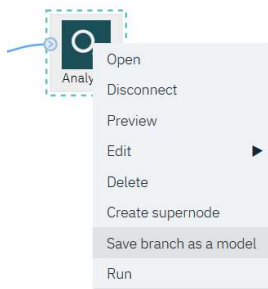 Analy
Open
Disconnect
Preview
Edit
Delete
Create supernode
Save branch as a model
Run